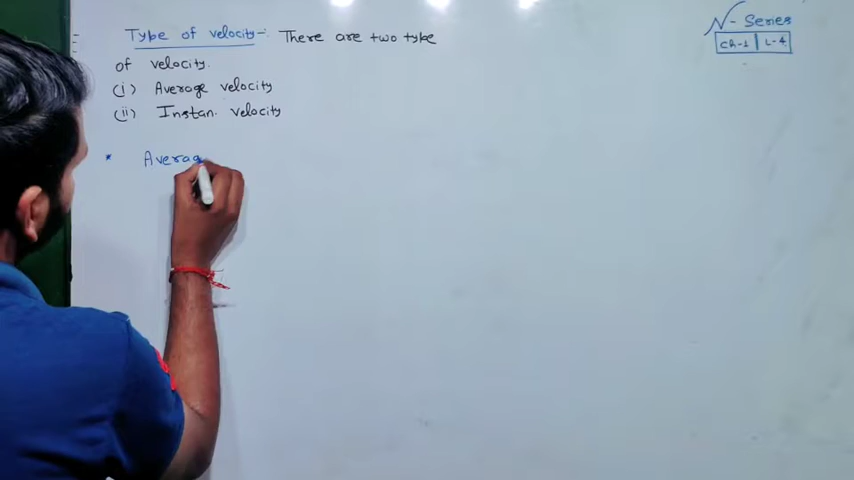 Type of velocity-: There are two type
of velocity.
(i) Average velocity
(ii) Instan. velocity
* Averag
N-Series
Ch-1 L-4